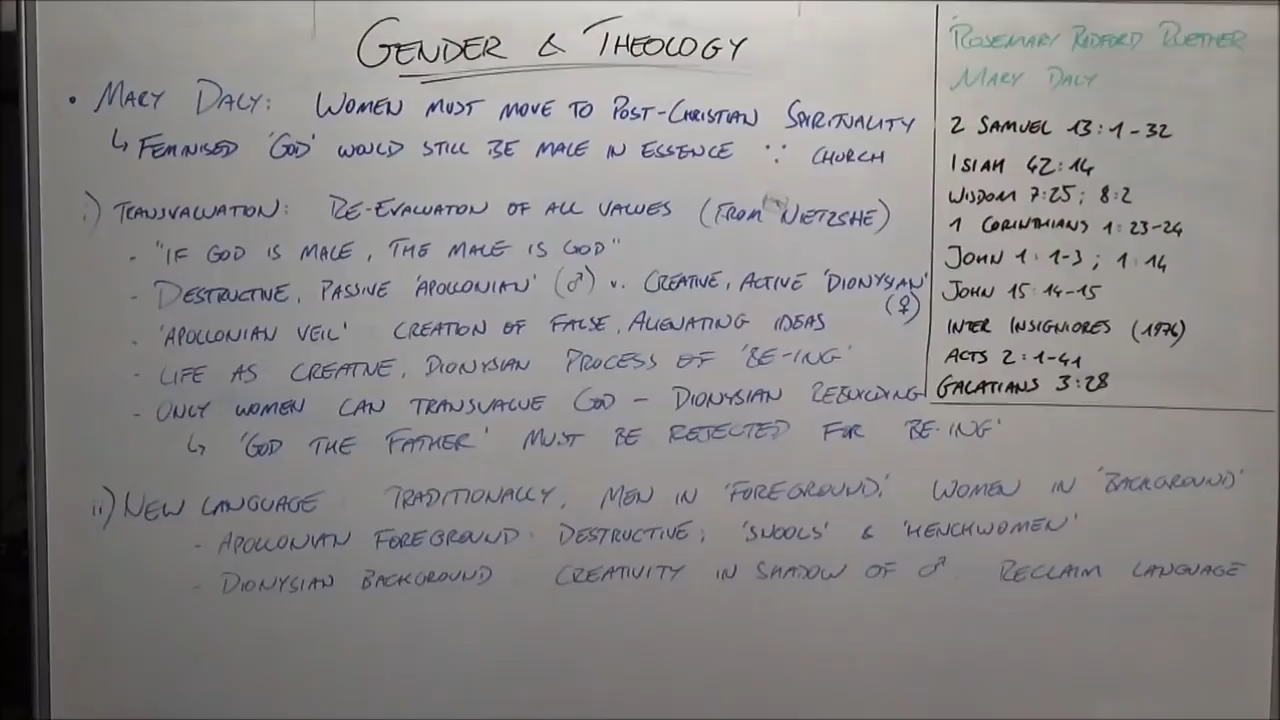 GENDER & THEOLOGY
• MARY DALY: WOMEN MUST MOVE TO POST-CHRISTIAN SPIRITUALITY
↳ FEMINISED 'GOD' WOULD STILL BE MALE IN ESSENCE ∵ CHURCH
i) TRANSVALUATION: RE-EVALUATON OF ALL VALUES (FROM NIETZSHE)
- "IF GOD IS MALE, THE MALE IS GOD"
- DESTRUCTIVE, PASSIVE 'APOLLONIAN' (♂) v. CREATIVE, ACTIVE 'DIONYSIAN' (♀)
- 'APOLLONIAN VEIL' CREATION OF FALSE, ALIENATING IDEAS
- LIFE AS CREATIVE, DIONYSIAN PROCESS OF 'BE-ING'
- ONLY WOMEN CAN TRANSVALUE GOD - DIONYSIAN REBUILDING
↳ 'GOD THE FATHER' MUST BE REJECTED FOR 'BE-ING'
ii) NEW LANGUAGE: TRADITIONALLY, MEN IN 'FOREGROUND', WOMEN IN 'BACKGROUND'
- APOLLONIAN FOREGROUND: DESTRUCTIVE; 'SNOOLS' & 'HENCHWOMEN'
- DIONYSIAN BACKGROUND: CREATIVITY IN SHADOW OF ♂. RECLAIM LANGUAGE
ROSEMARY RADFORD RUETHER
MARY DALY
2 SAMUEL 13:1-32
ISIAH 42:14
WISDOM 7:25; 8:2
1 CORINTHIANS 1:23-24
JOHN 1:1-3; 1:14
JOHN 15:14-15
INTER INSIGNIORES (1976)
ACTS 2:1-41
GALATIANS 3:28